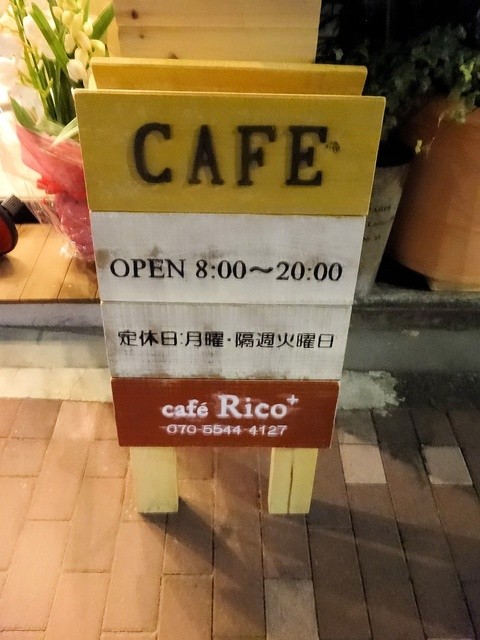 CAFE
OPEN 8:00〜20:00
定休日:月曜・隔週火曜日
café Rico+
070-5544-4127